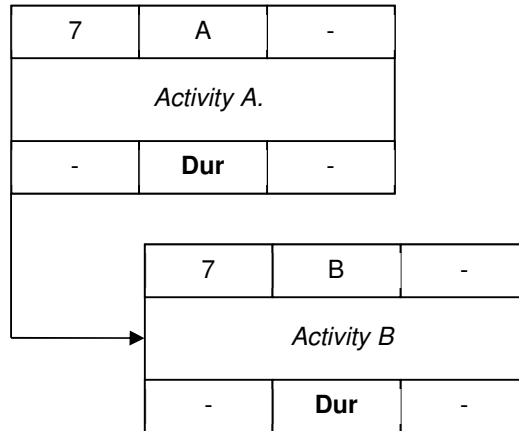 7 A -
Activity A.
- Dur -
7 B -
Activity B
- Dur -